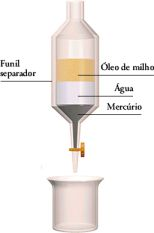 Funil
separador
Óleo de milho
Água
Mercúrio